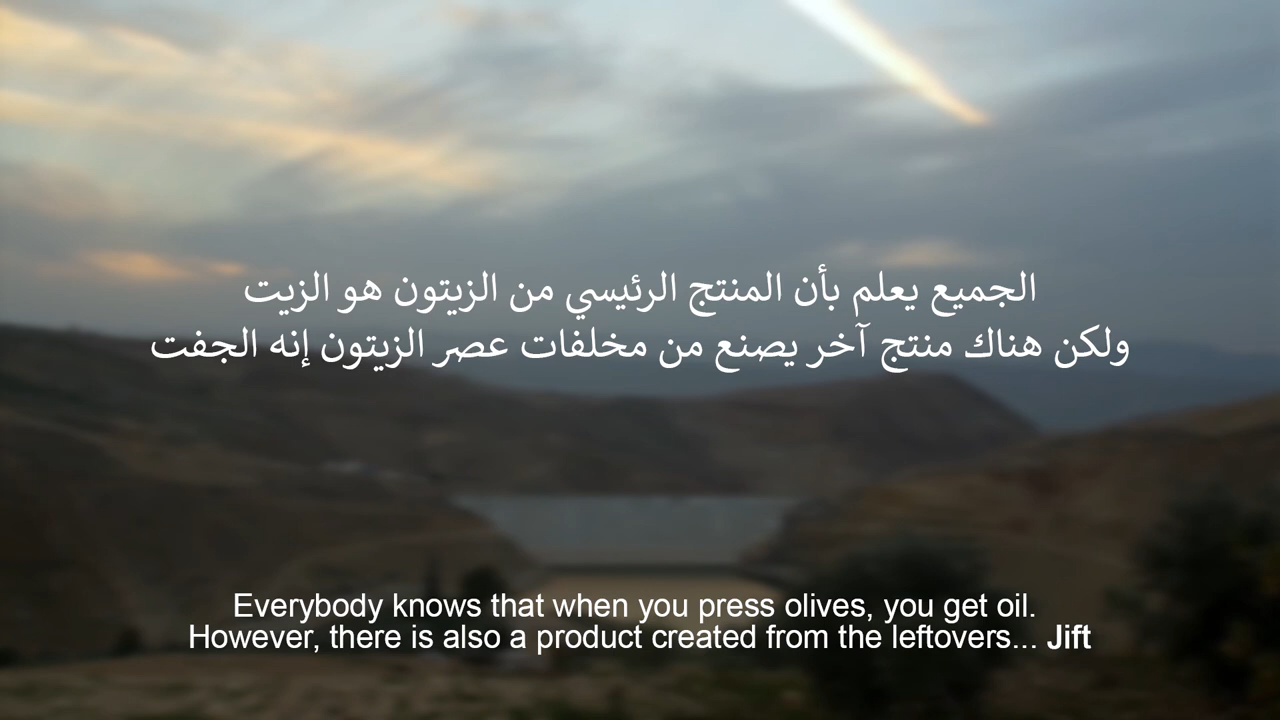 الجميع يعلم بأن المنتج الرئيسي من الزيتون هو الزيت
ولكن هناك منتج آخر يصنع من مخلفات عصر الزيتون إنه الجفت
Everybody knows that when you press olives, you get oil.
However, there is also a product created from the leftovers... Jift